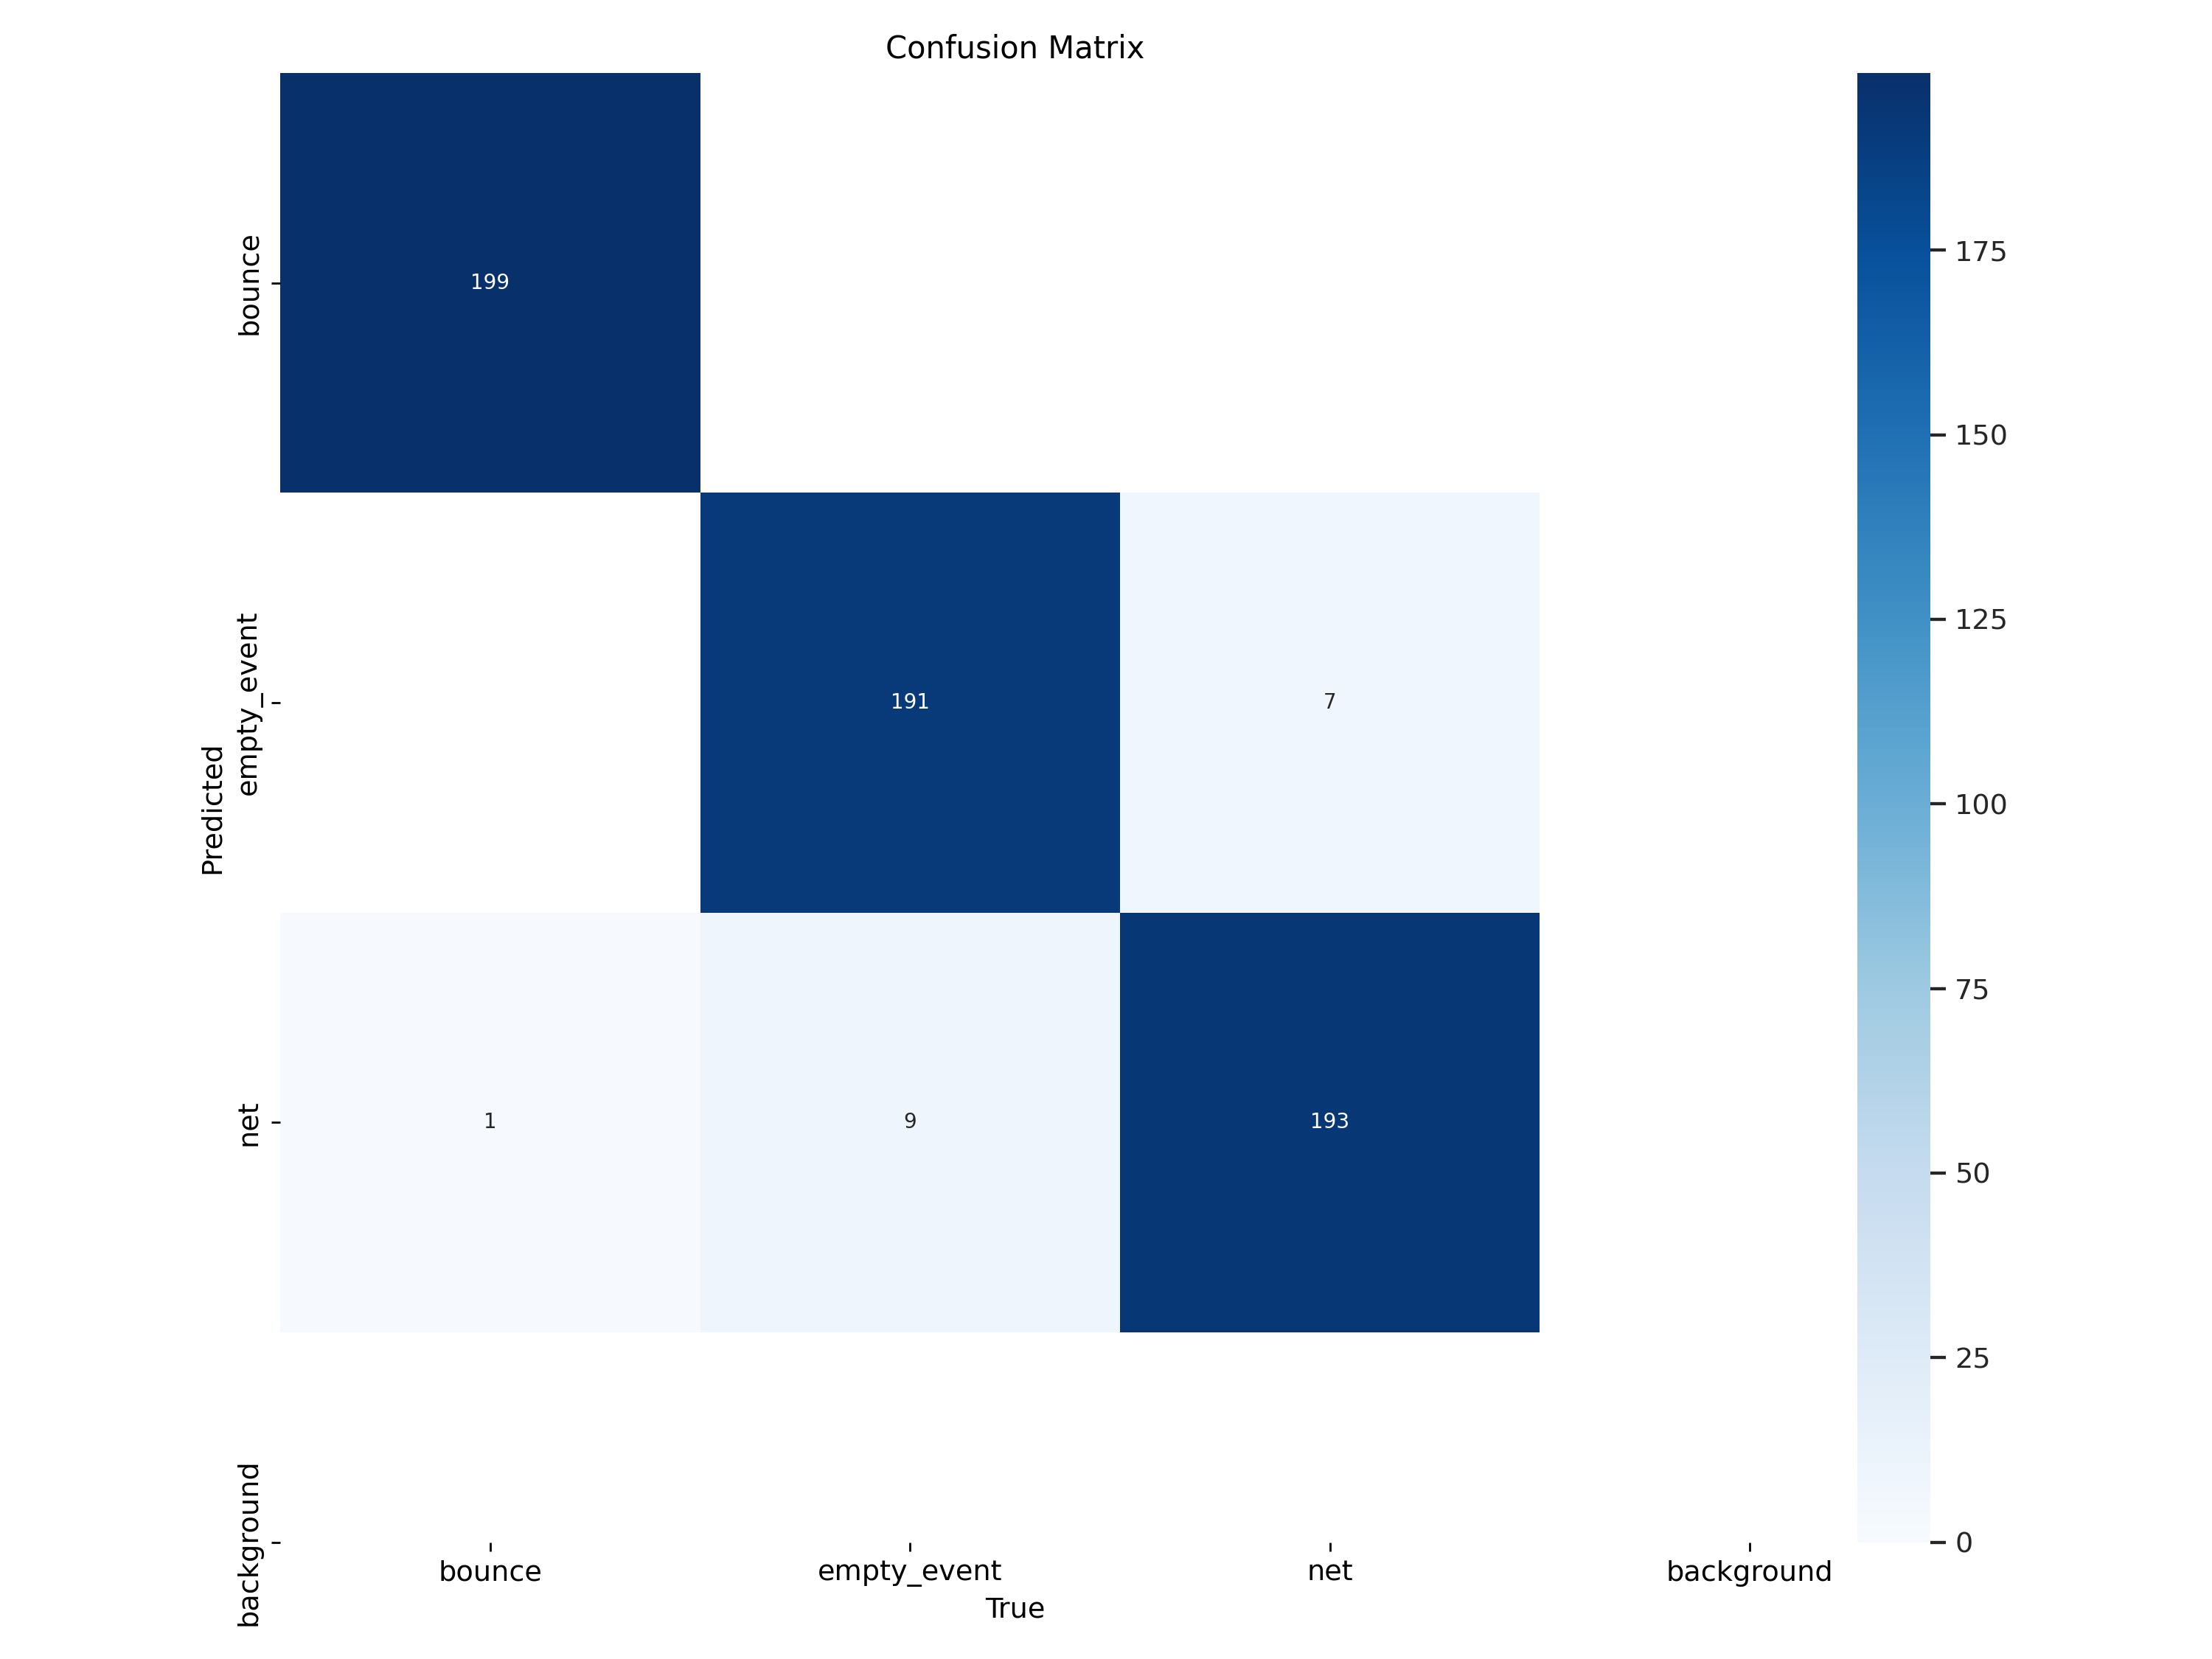 Confusion Matrix
bounce
199
175
150
125
empty_event
191
7
Predicted
100
75
net
1
9
193
50
25
background
0
bounce
empty_event
net
background
True